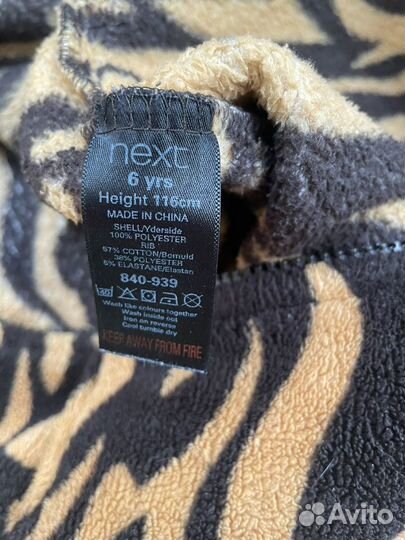 next
6 yrs
Height 116cm
MADE IN CHINA
SHELL/Yderside
100% POLYESTER
RIB
57% COTTON/Bomuld
38% POLYESTER
5% ELASTANE/Elastan
840-939
40
Wash like colours together
Wash inside out
Iron on reverse
Cool tumble dry
KEEP AWAY FROM FIRE
Avito